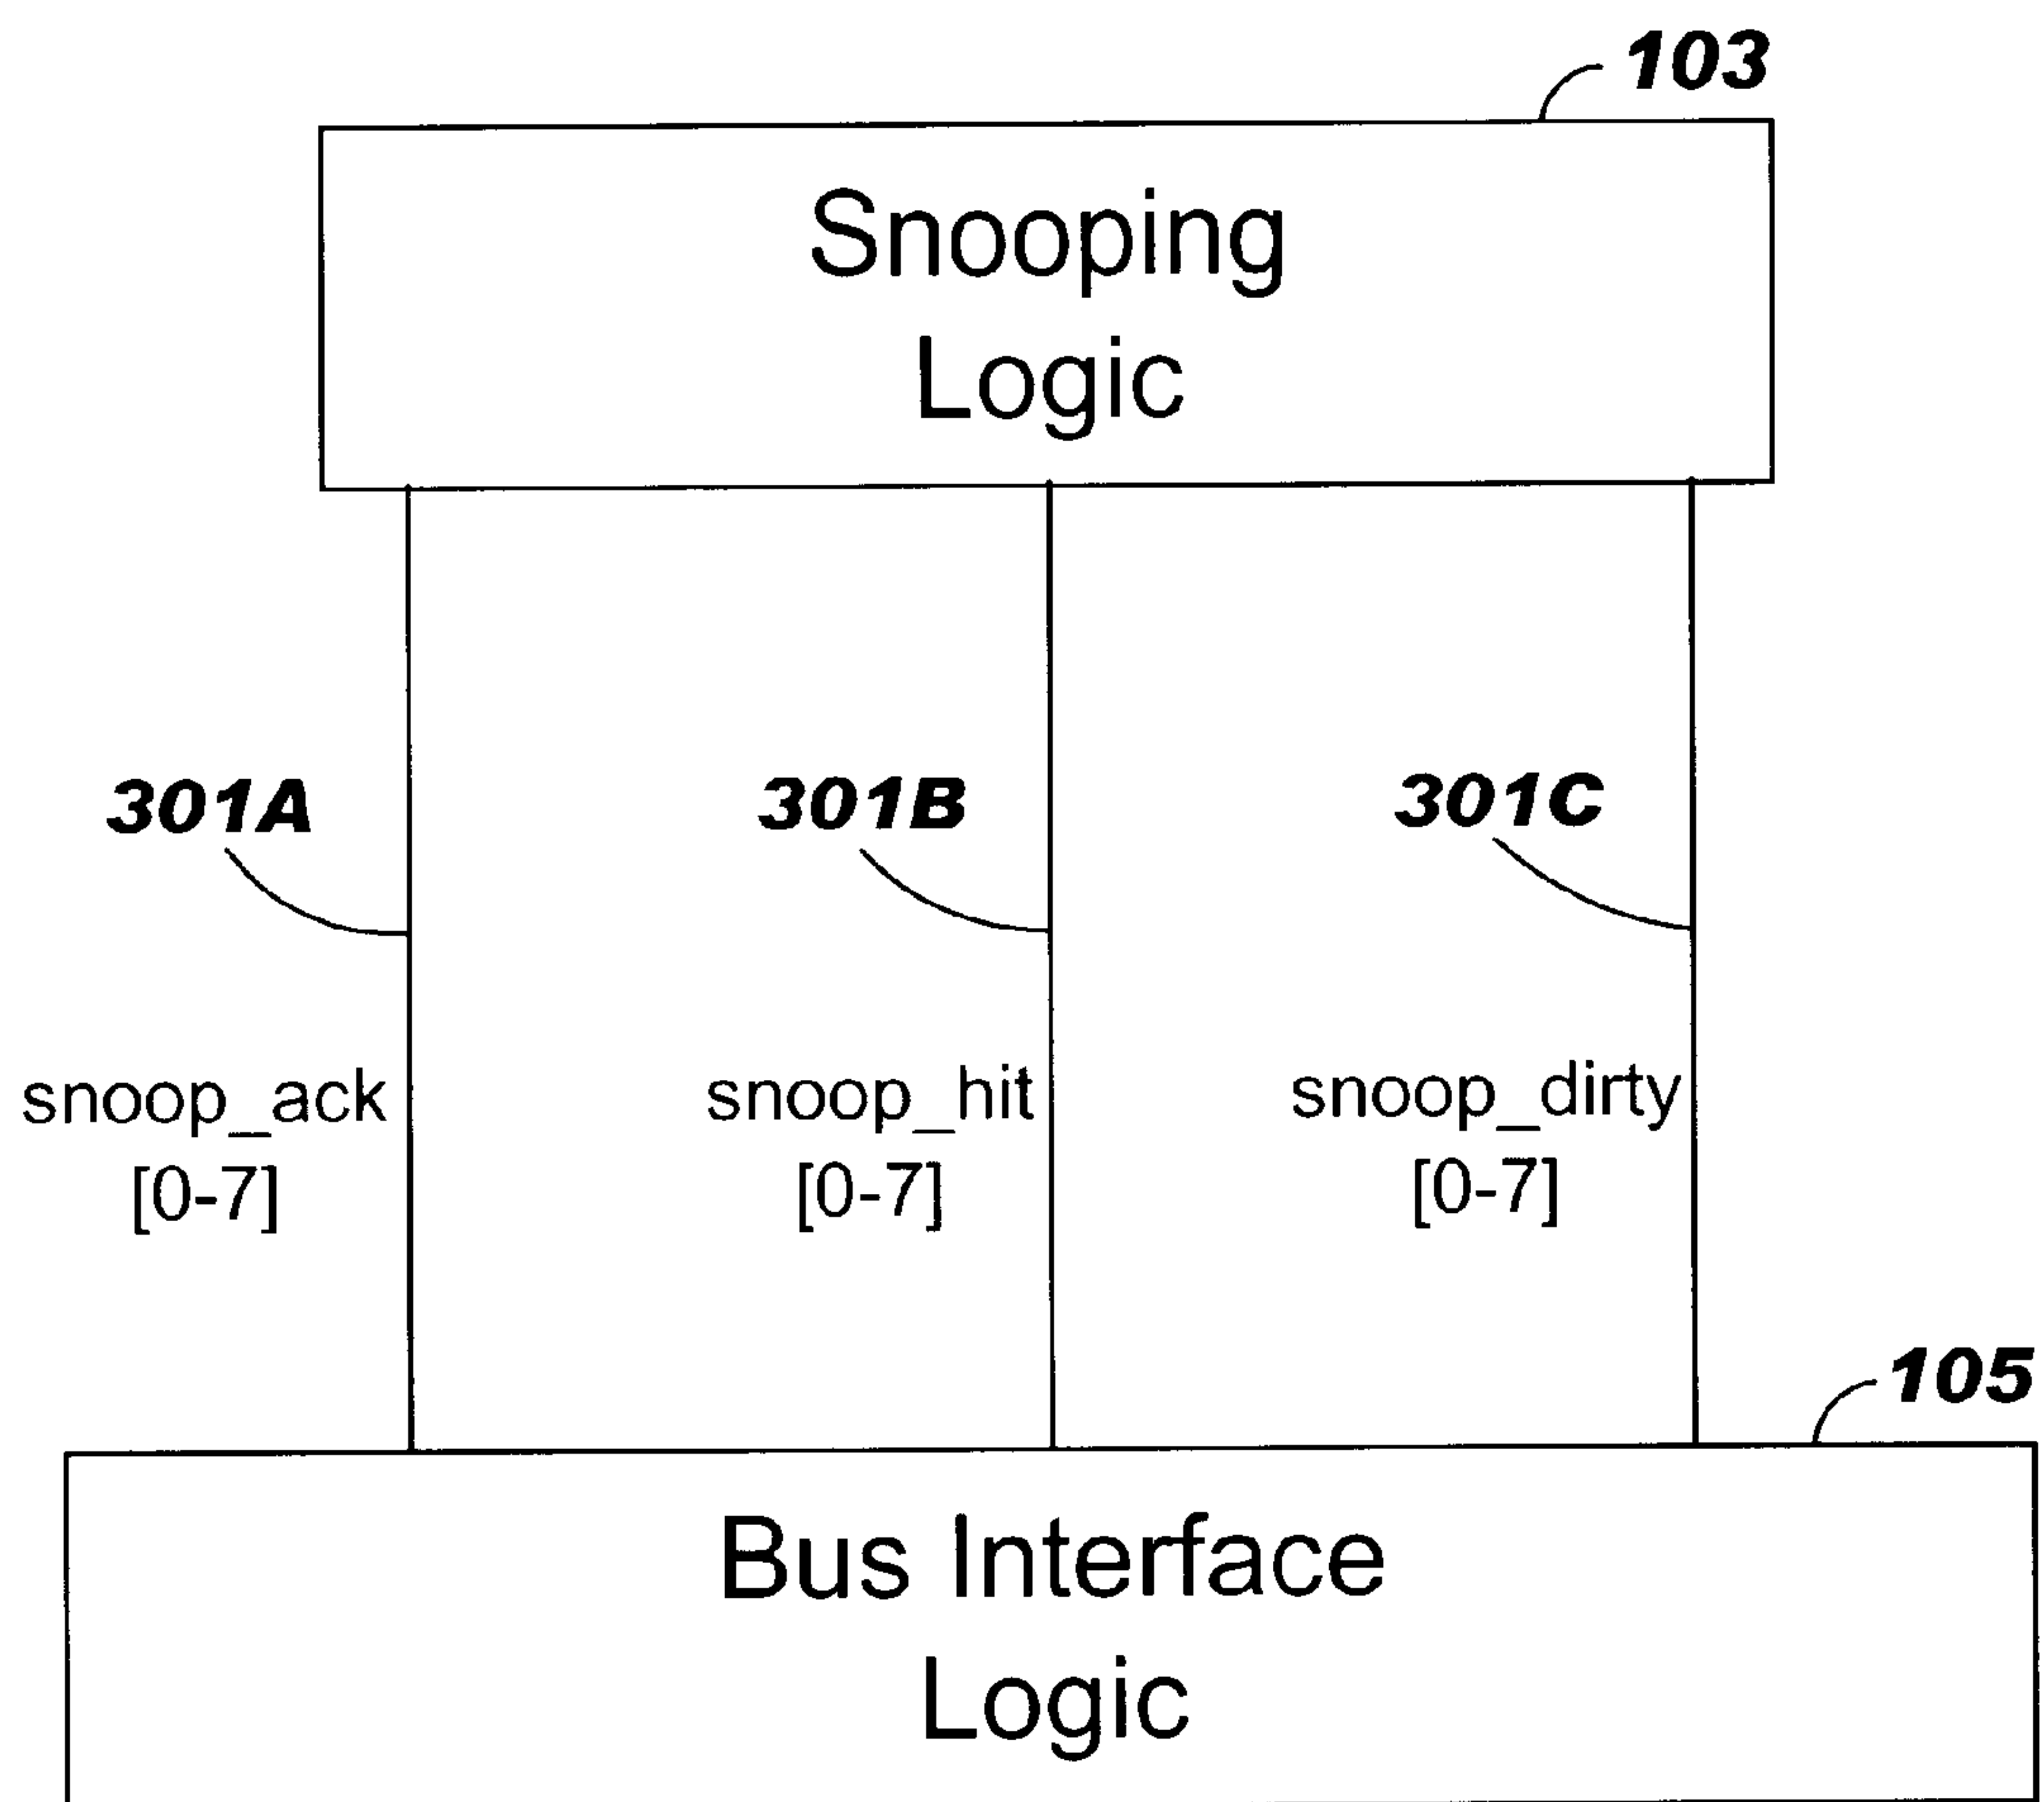 103
Snooping
Logic
301A
301B
301C
snoop_ack
[0-7]
snoop_hit
[0-7]
snoop_dirty
[0-7]
105
Bus Interface
Logic